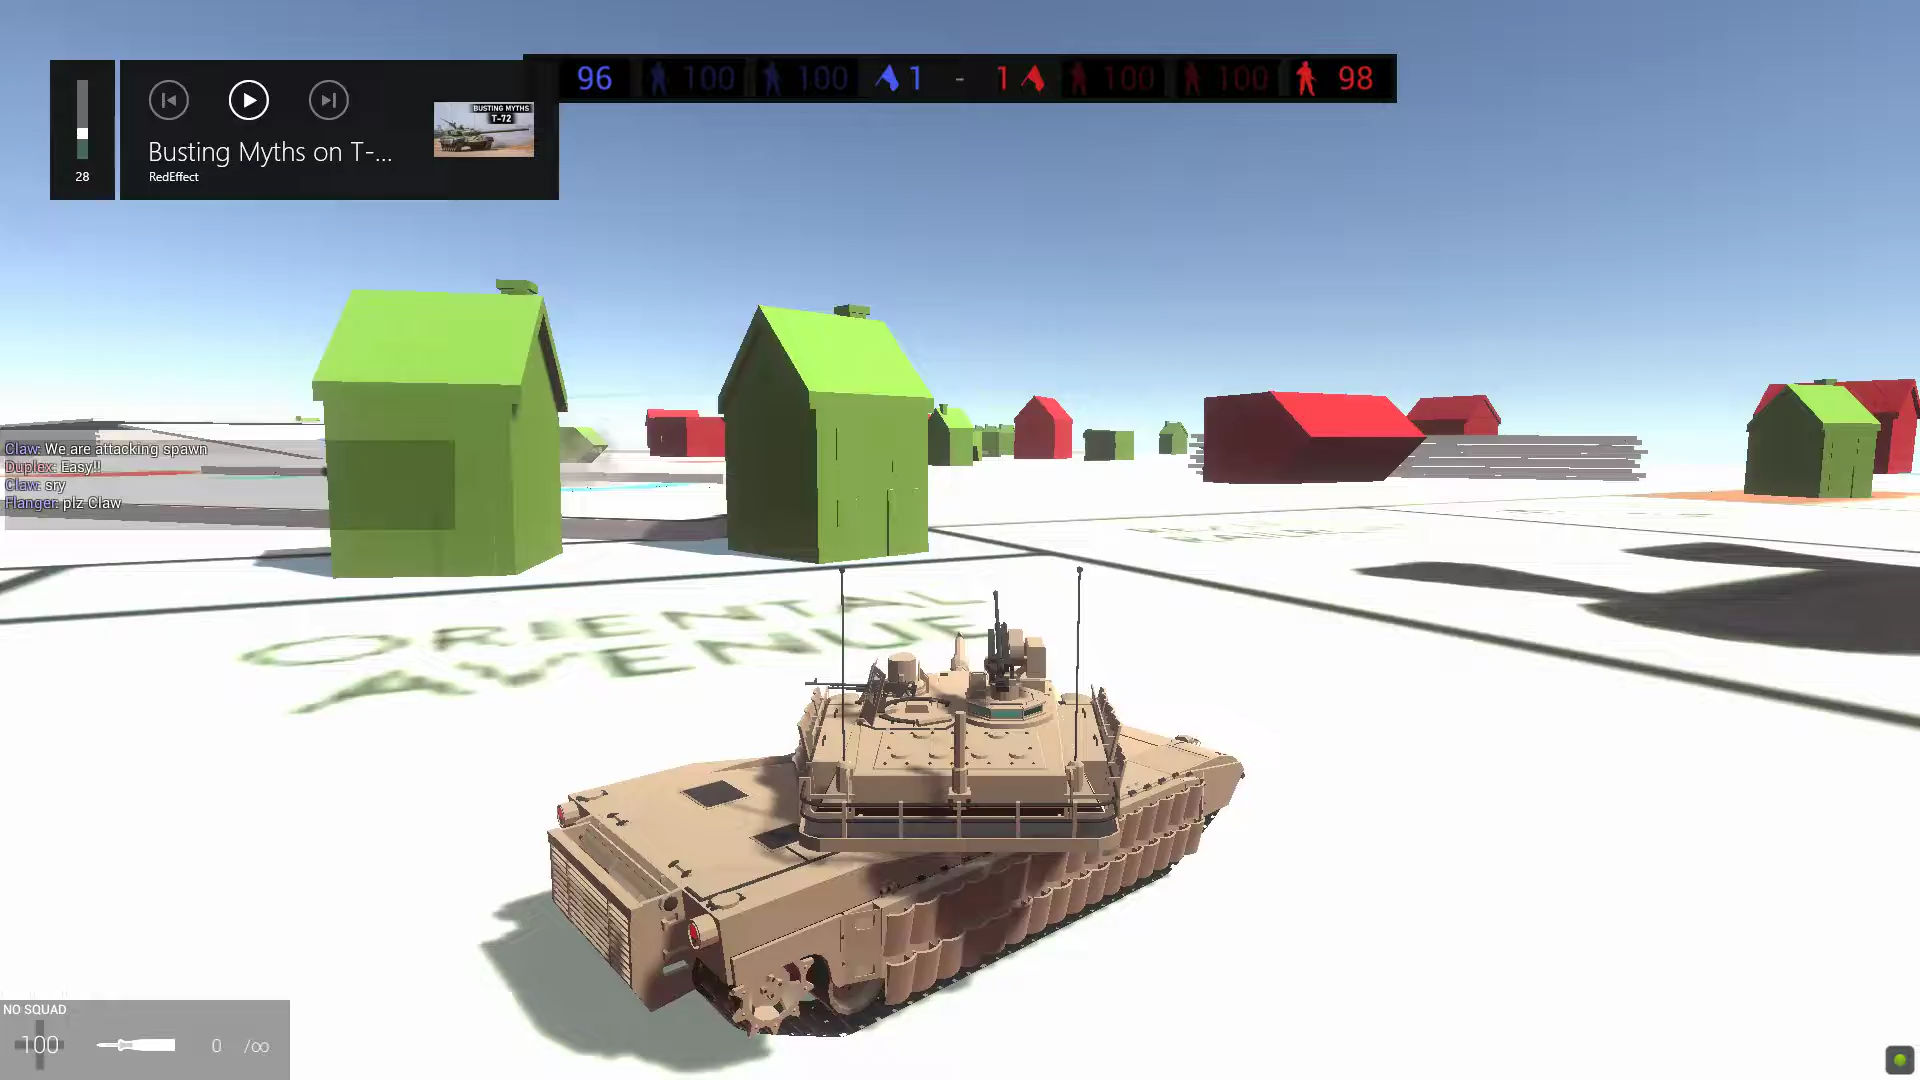 96 100 100 1 - 1 100 100 98
BUSTING MYTHS
T-72
Busting Myths on T-...
RedEffect
28
Claw: We are attacking spawn
Duplex: Easy!!
Claw: sry
Flanger: plz Claw
ORIENTAL
AVENUE
NO SQUAD
100 0 /∞